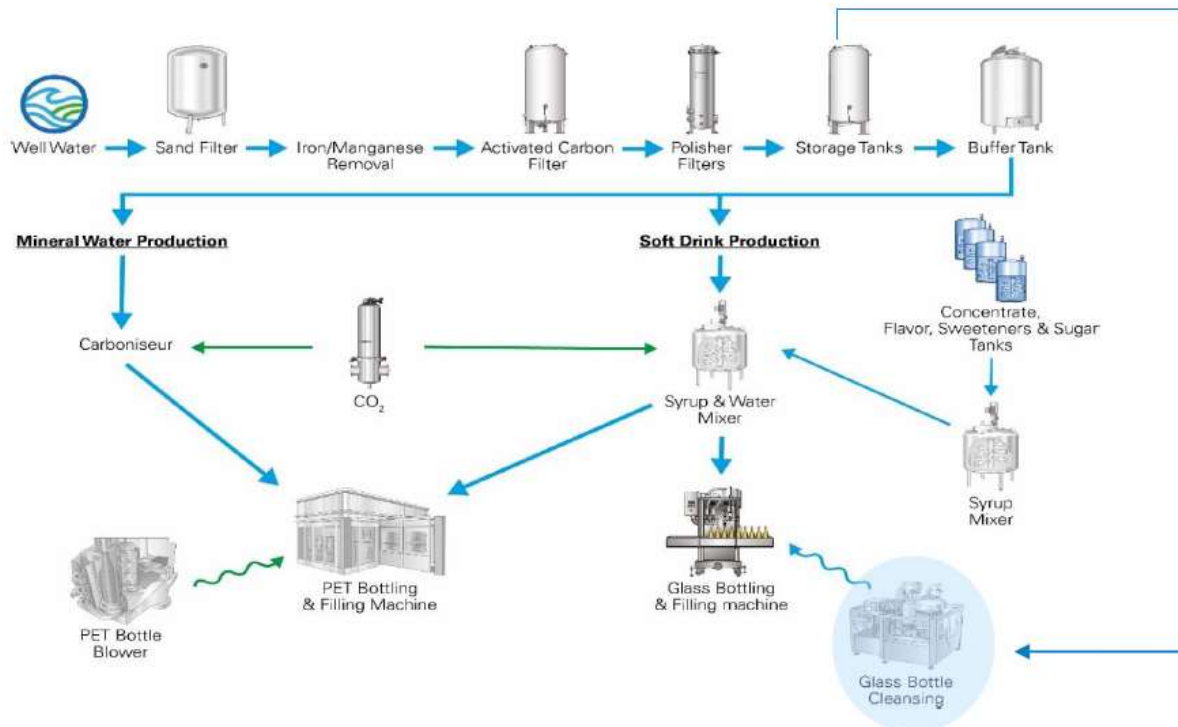 Well Water
Sand Filter
Iron/Manganese
Removal
Activated Carbon
Filter
Polisher
Filters
Storage Tanks
Buffer Tank
Mineral Water Production
Soft Drink Production
Concentrate,
Flavor, Sweeteners & Sugar
Tanks
Carboniseur
CO₂
Syrup & Water
Mixer
Syrup
Mixer
PET Bottling
& Filling Machine
Glass Bottling
& Filling machine
PET Bottle
Blower
Glass Bottle
Cleansing